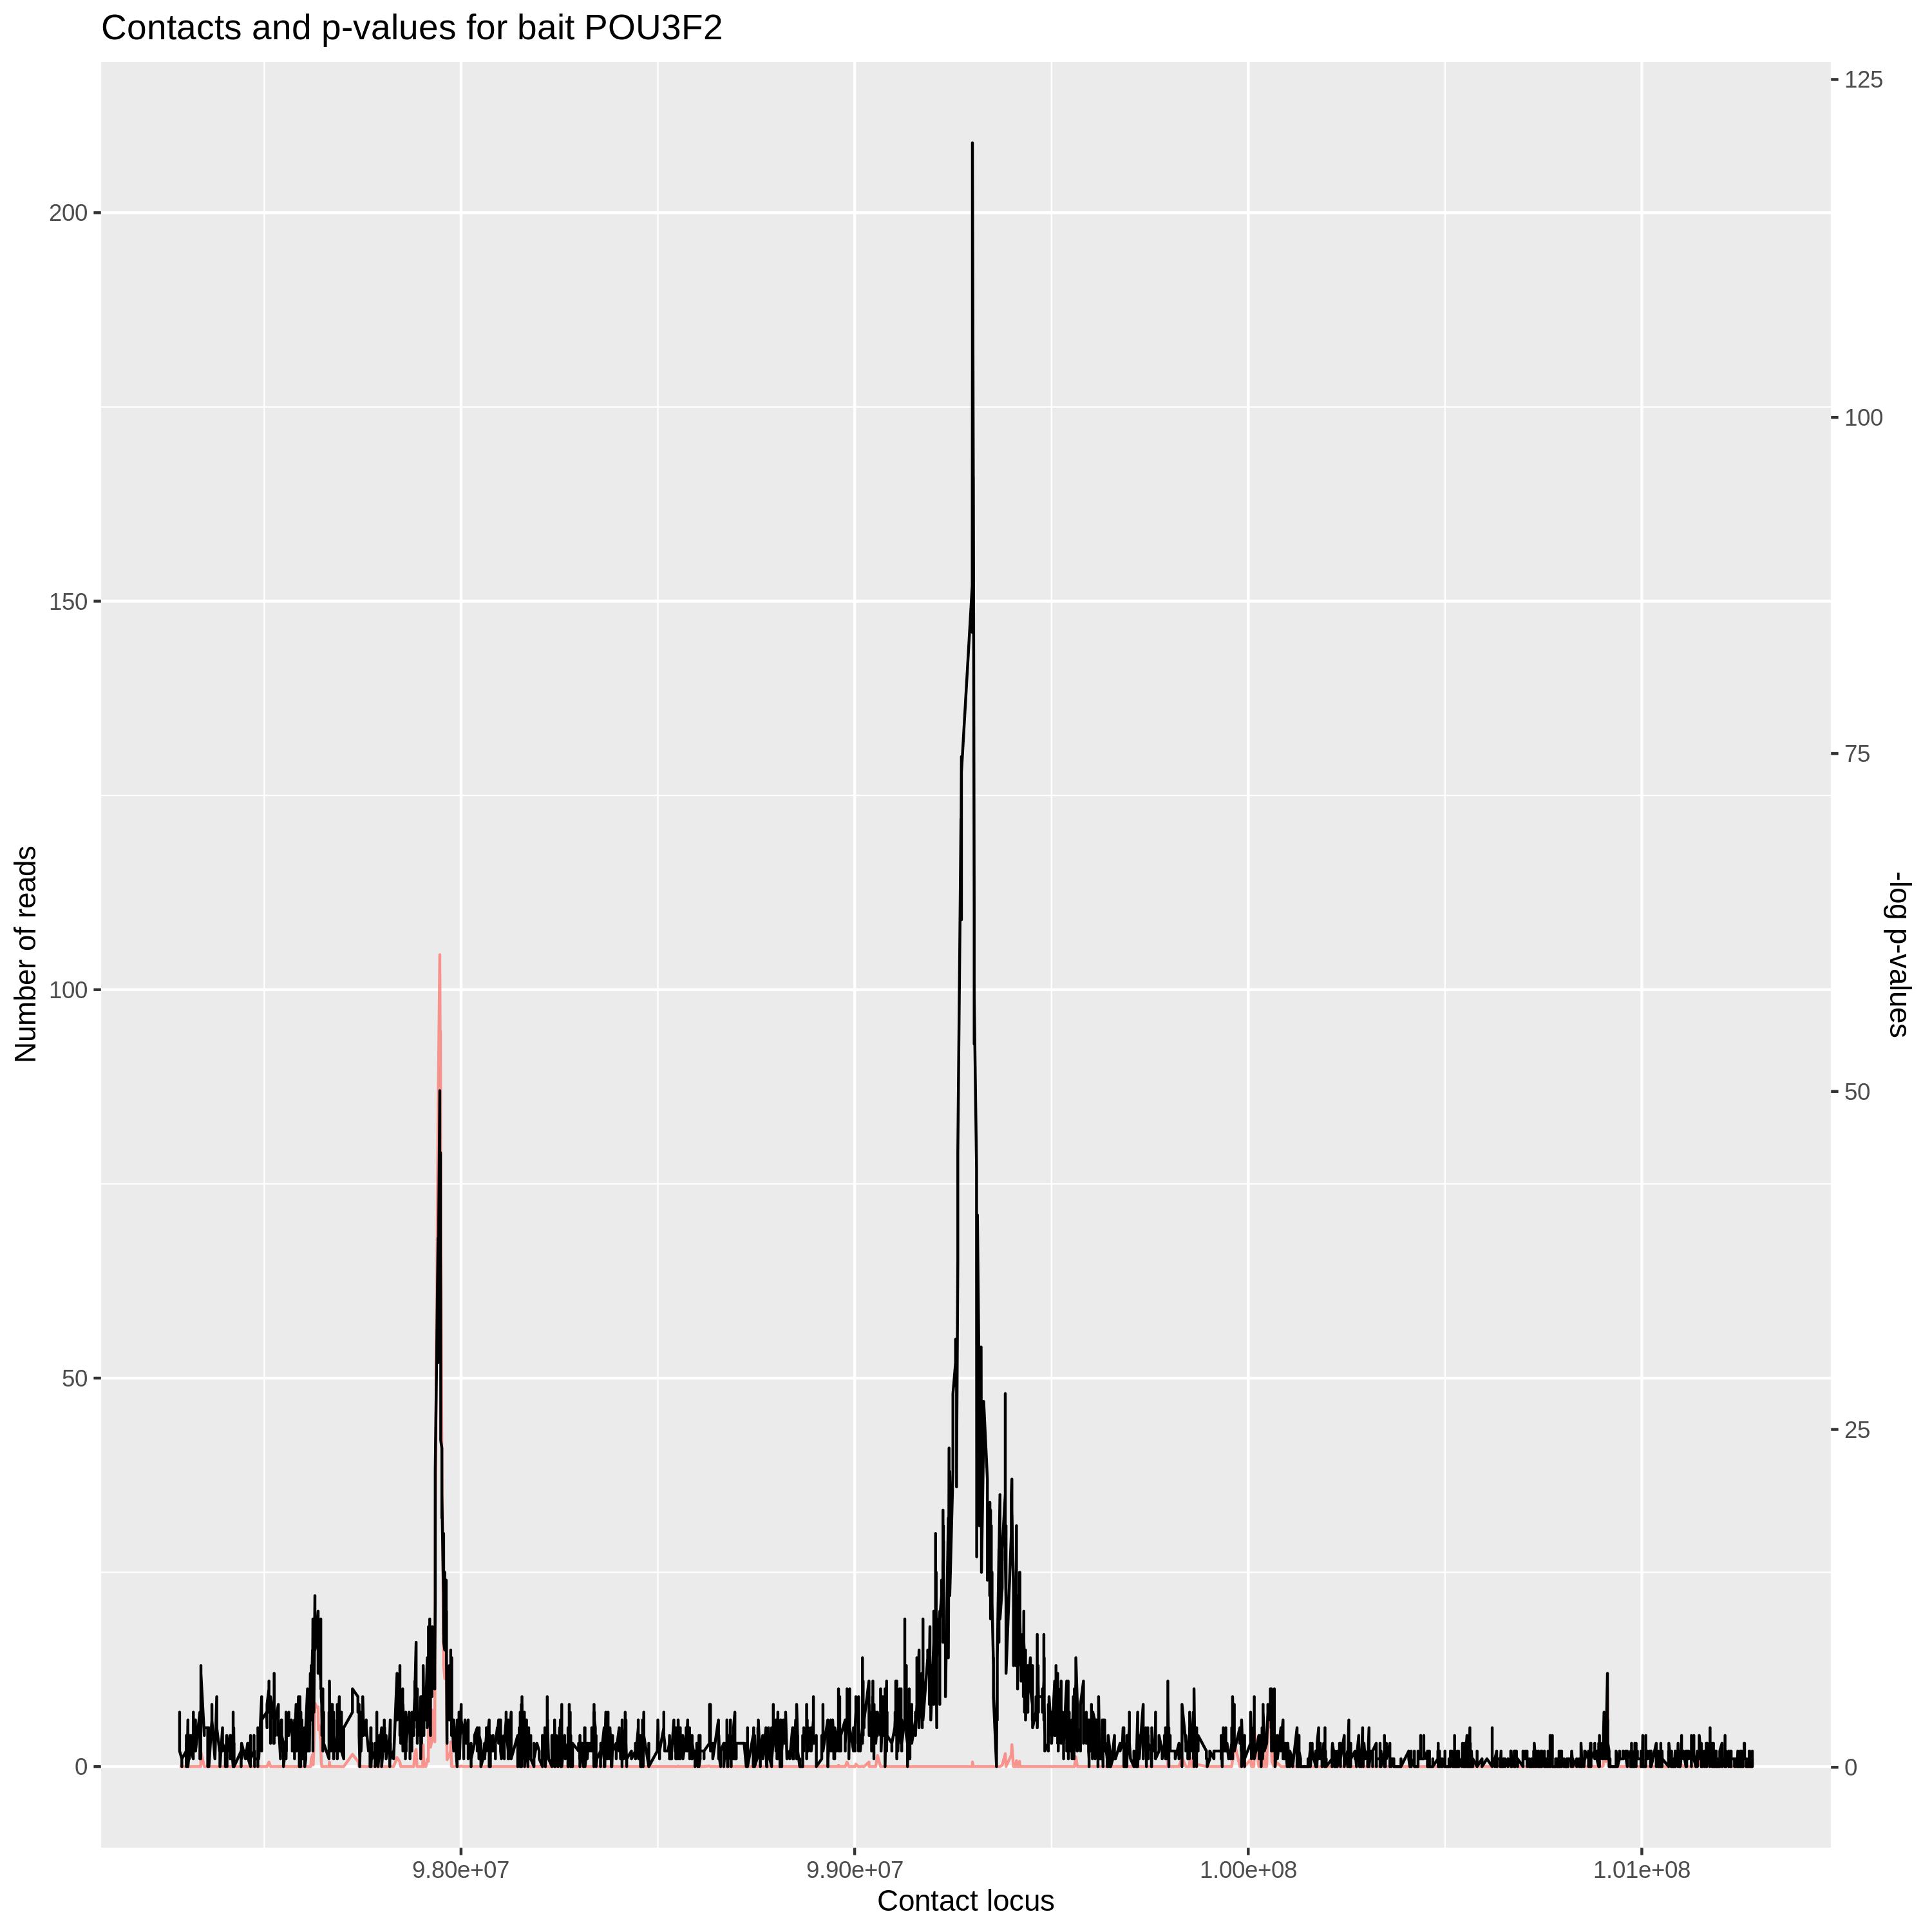 Contacts and p-values for bait POU3F2
Number of reads
200
150
100
50
0
125
100
75
50
25
0
-log p-values
9.80e+07
9.90e+07
1.00e+08
1.01e+08
Contact locus